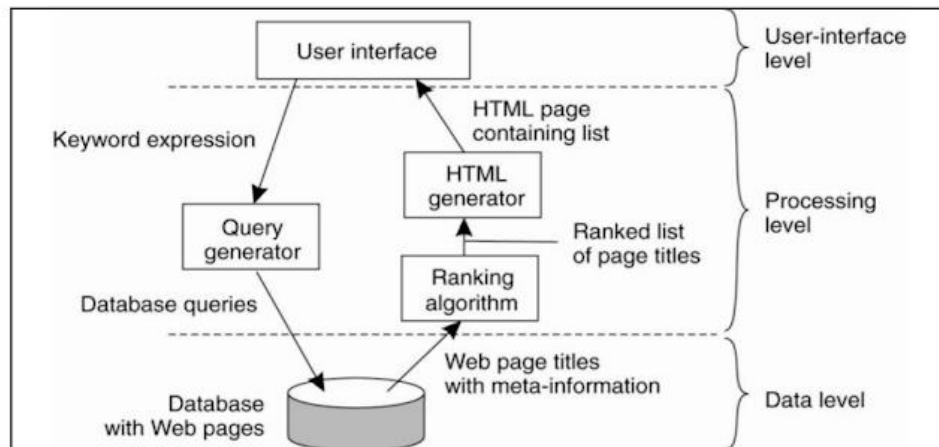 User interface
User-interface
level
HTML page
containing list
Keyword expression
HTML
generator
Processing
level
Query
generator
Ranked list
of page titles
Ranking
algorithm
Database queries
Web page titles
with meta-information
Database
with Web pages
Data level